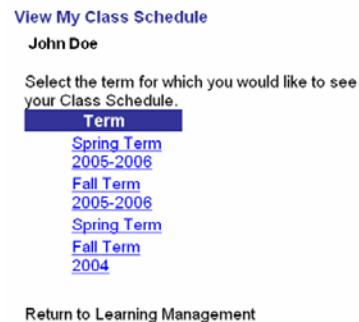 View My Class Schedule
John Doe
Select the term for which you would like to see
your Class Schedule.
Term
Spring Term
2005-2006
Fall Term
2005-2006
Spring Term
Fall Term
2004
Return to Learning Management